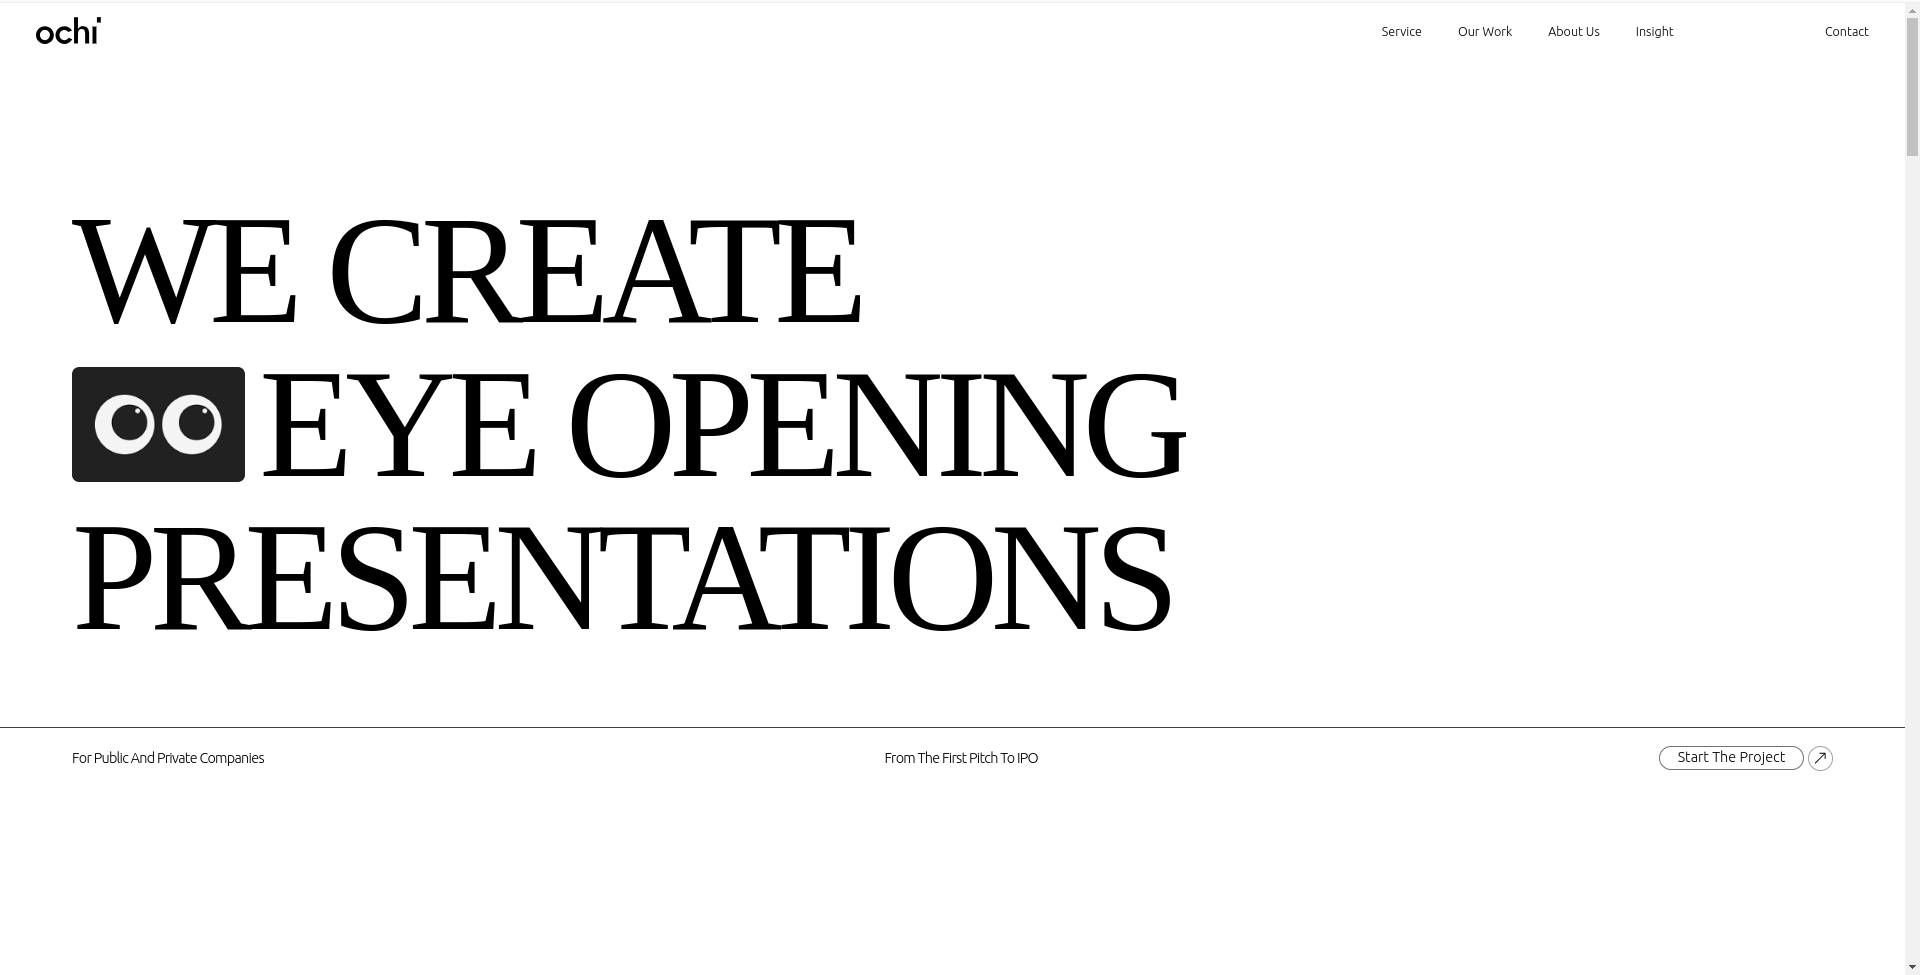 ochi
Service Our Work About Us Insight Contact
WE CREATE
EYE OPENING
PRESENTATIONS
For Public And Private Companies From The First Pitch To IPO Start The Project